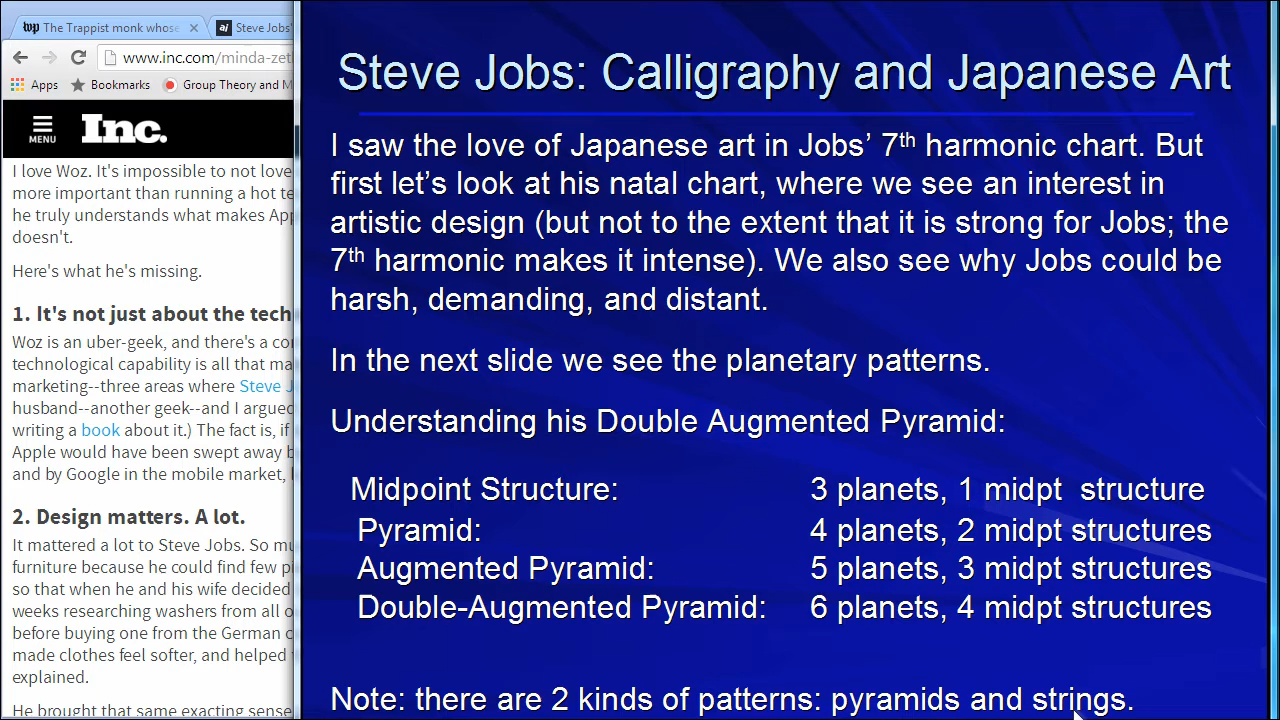 The Trappist monk whose
aj Steve Jobs'
www.inc.com/minda-zet
Apps Bookmarks Group Theory and M
MENU Inc.
I love Woz. It's impossible to not love
more important than running a hot te
he truly understands what makes App
doesn't.
Here's what he's missing.
1. It's not just about the tech
Woz is an uber-geek, and there's a co
technological capability is all that ma
marketing--three areas where Steve J
husband--another geek--and I argued
writing a book about it.) The fact is, if
Apple would have been swept away b
and by Google in the mobile market,
2. Design matters. A lot.
It mattered a lot to Steve Jobs. So mu
furniture because he could find few pi
so that when he and his wife decided
weeks researching washers from all o
before buying one from the German c
made clothes feel softer, and helped
explained.
He brought that same exacting sense
Steve Jobs: Calligraphy and Japanese Art
I saw the love of Japanese art in Jobs’ 7th harmonic chart. But
first let’s look at his natal chart, where we see an interest in
artistic design (but not to the extent that it is strong for Jobs; the
7th harmonic makes it intense). We also see why Jobs could be
harsh, demanding, and distant.
In the next slide we see the planetary patterns.
Understanding his Double Augmented Pyramid:
Midpoint Structure: 3 planets, 1 midpt structure
Pyramid: 4 planets, 2 midpt structures
Augmented Pyramid: 5 planets, 3 midpt structures
Double-Augmented Pyramid: 6 planets, 4 midpt structures
Note: there are 2 kinds of patterns: pyramids and strings.